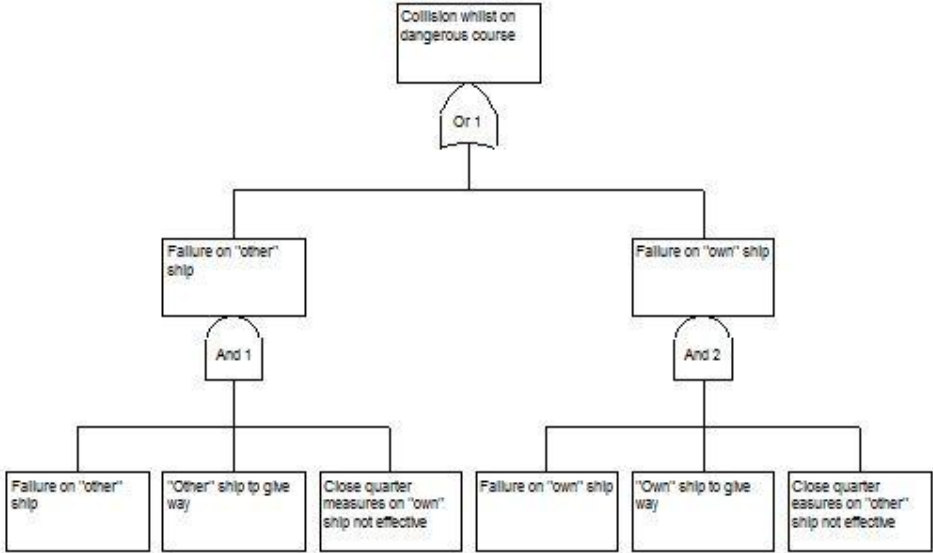 Collision whilst on
dangerous course
Or 1
Failure on "other"
ship
Failure on "own" ship
And 1
And 2
Failure on "other"
ship
"Other" ship tp give
way
Close quarter
measures on "own"
ship not effective
Failure on "own" ship
"Own" ship to give
way
Close quarter
easures on "other"
ship not effective